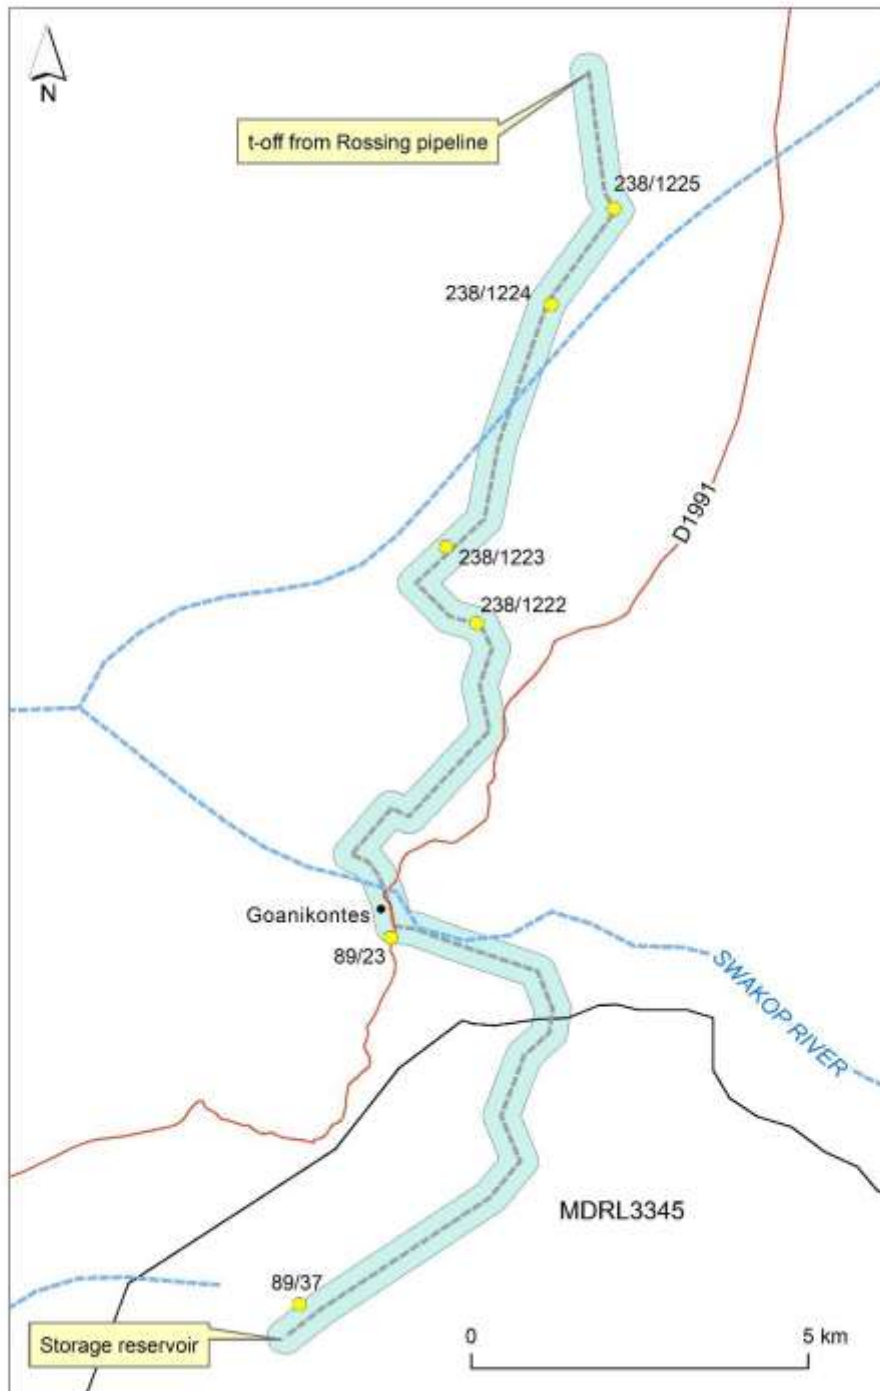 N
t-off from Rossing pipeline
238/1225
238/1224
D1991
238/1223
238/1222
Goanikontes
89/23
SWAKOP RIVER
MDRL3345
89/37
Storage reservoir
0 5 km